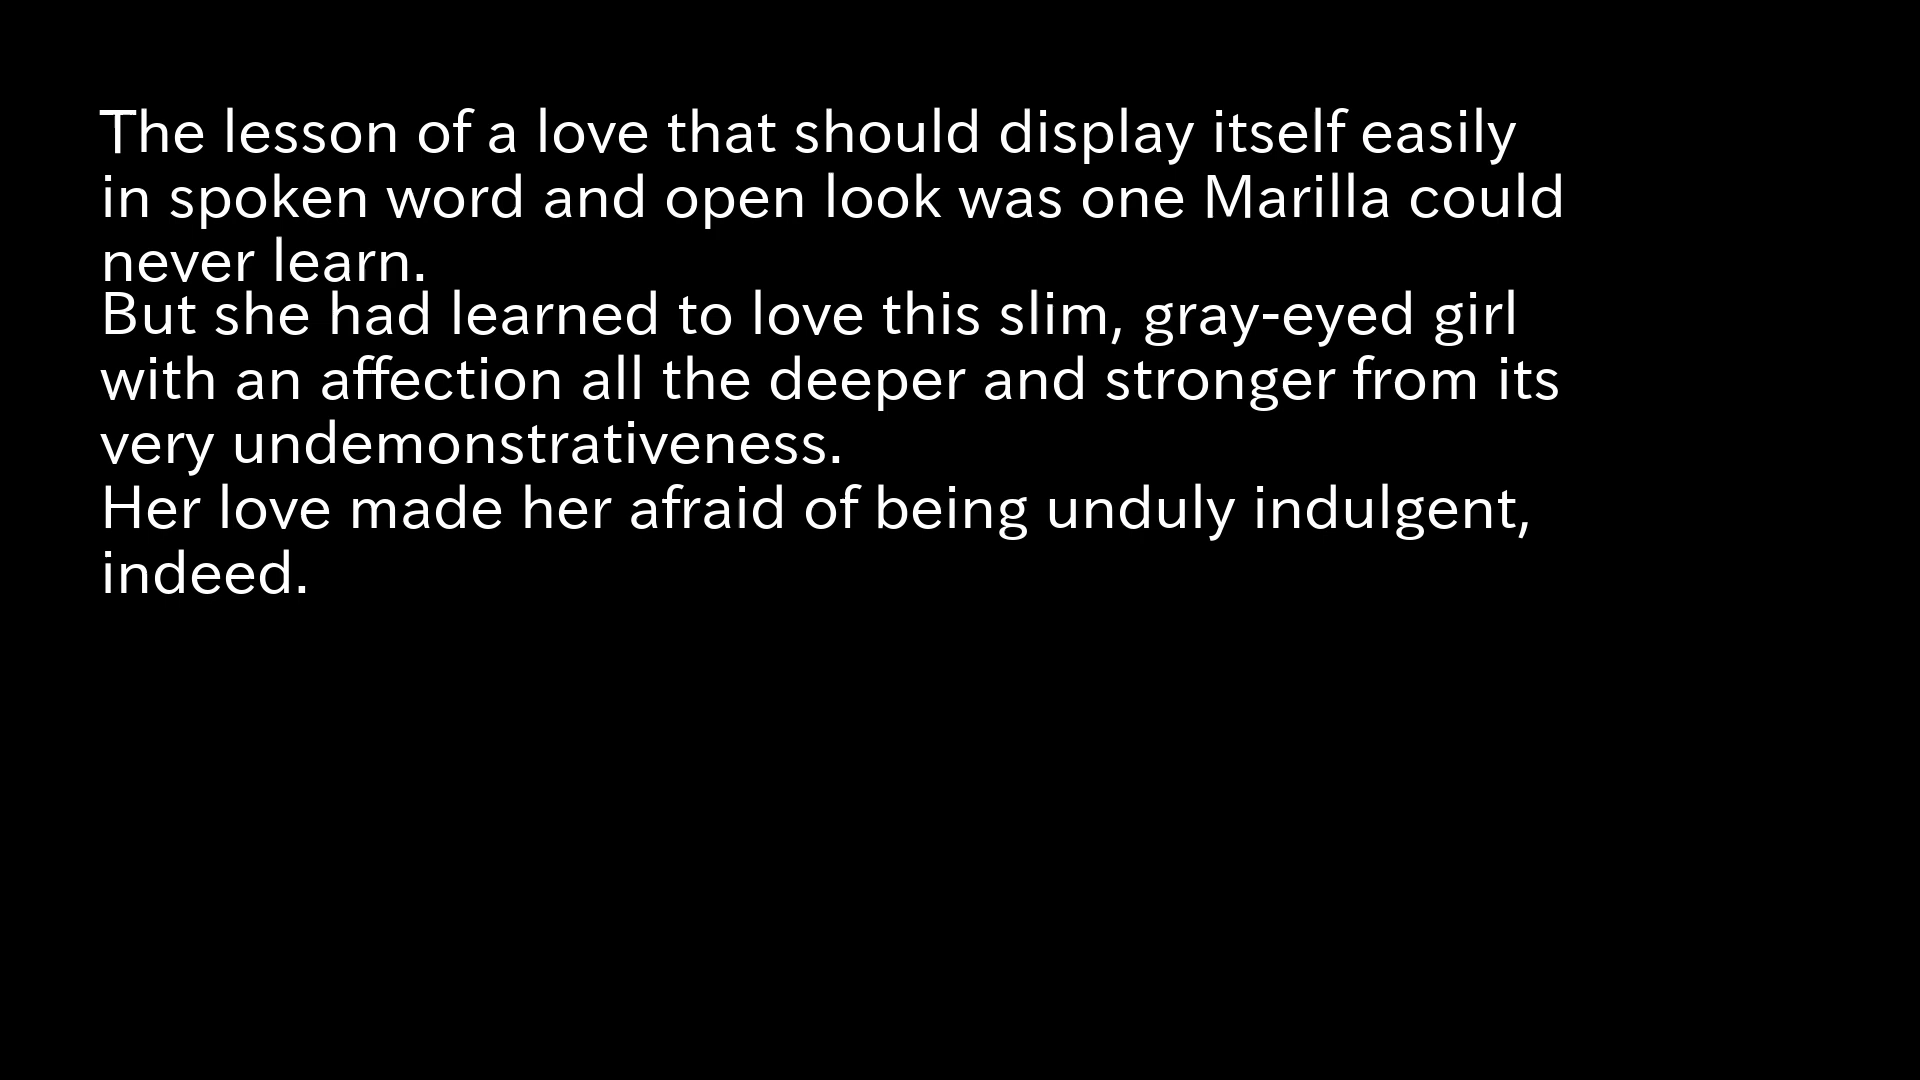 The lesson of a love that should display itself easily
in spoken word and open look was one Marilla could
never learn.
But she had learned to love this slim, gray-eyed girl
with an affection all the deeper and stronger from its
very undemonstrativeness.
Her love made her afraid of being unduly indulgent,
indeed.